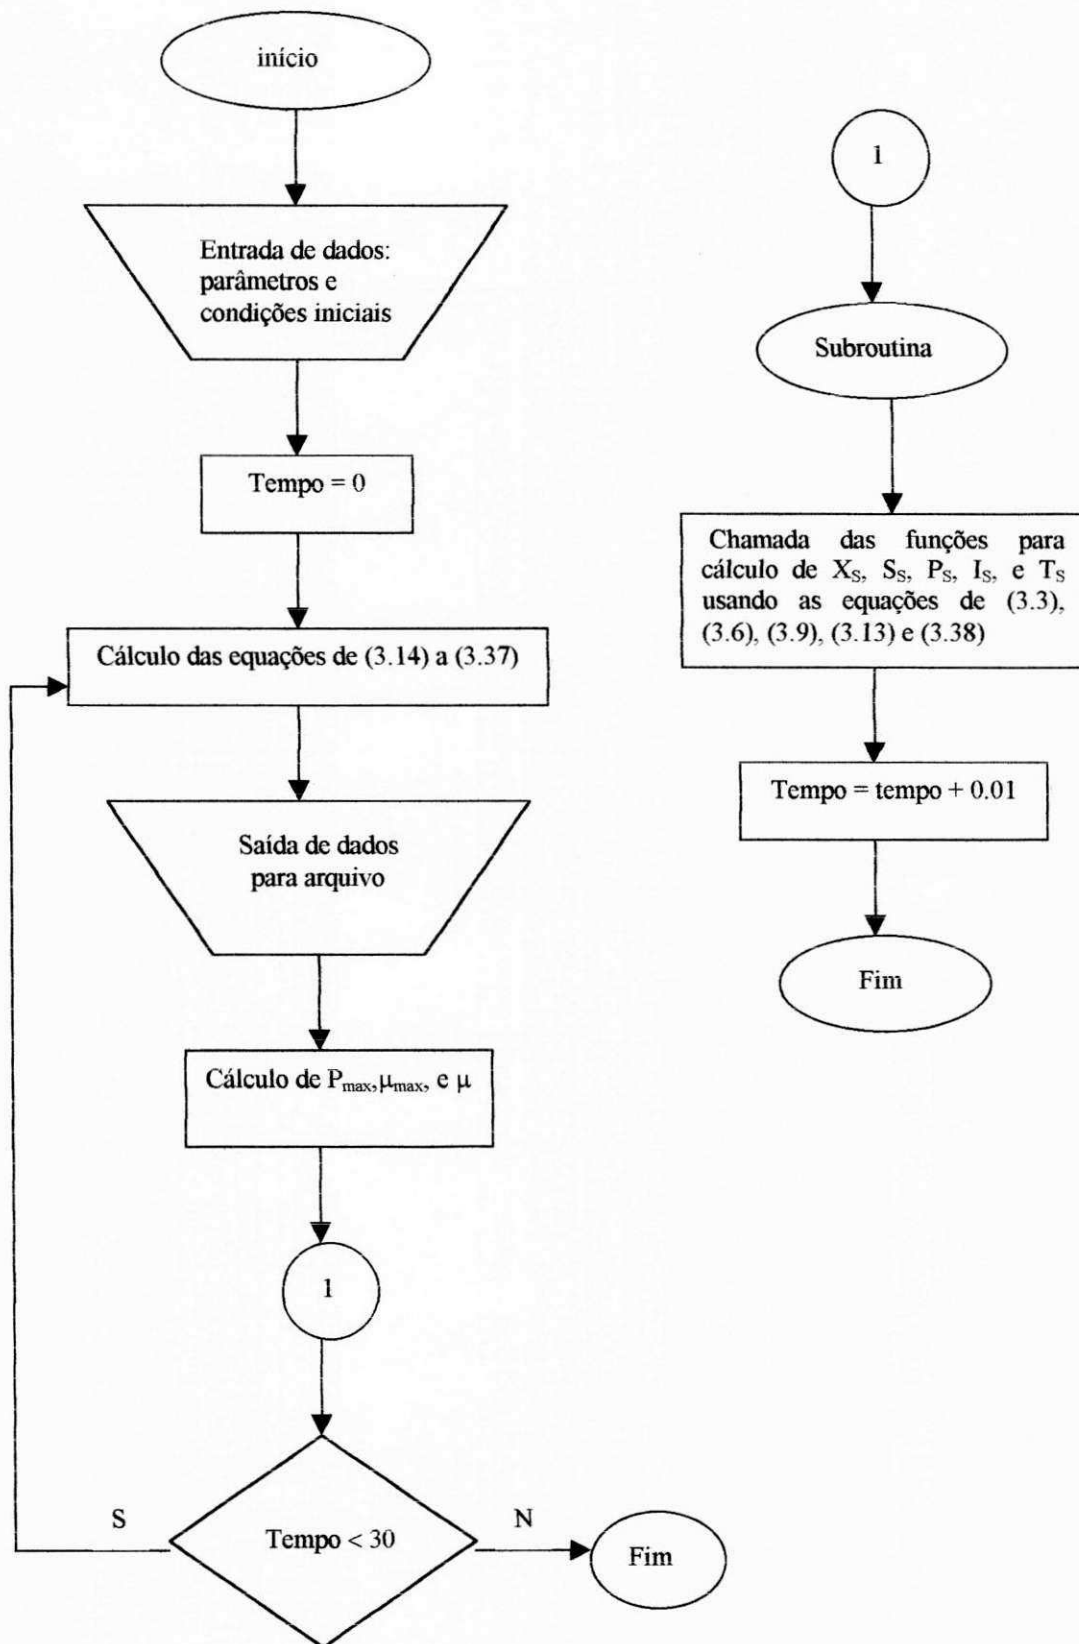 início
Entrada de dados:
parâmetros e
condições iniciais
Tempo = 0
Cálculo das equações de (3.14) a (3.37)
Saída de dados
para arquivo
Cálculo de Pmax,μmax, e μ
1
S
Tempo < 30
N
Fim
1
Subroutina
Chamada das funções para
cálculo de XS, SS, PS, IS, e TS
usando as equações de (3.3),
(3.6), (3.9), (3.13) e (3.38)
Tempo = tempo + 0.01
Fim